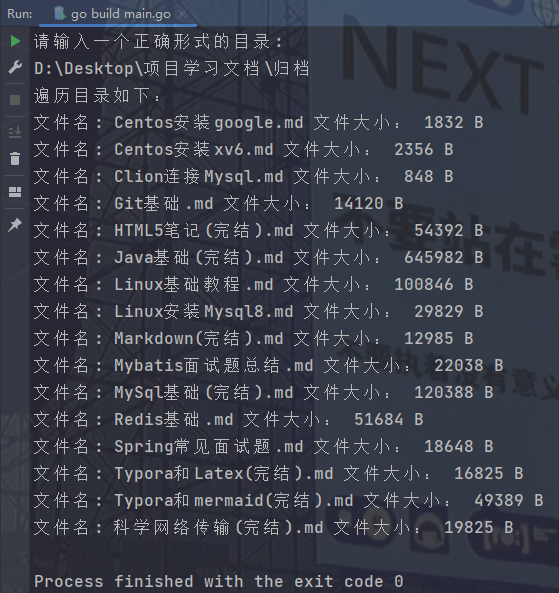 Run: go build main.go
NEXT
请输入一个正确形式的目录:
D:\Desktop\项目学习文档\归档
遍历目录如下:
文件名: Centos安装google.md 文件大小: 1832 B
文件名: Centos安装xv6.md 文件大小: 2356 B
文件名: Clion连接Mysql.md 文件大小: 848 B
文件名: Git基础.md 文件大小: 14120 B
文件名: HTML5笔记(完结).md 文件大小: 54392 B
文件名: Java基础(完结).md 文件大小: 645982 B
文件名: Linux基础教程.md 文件大小: 100846 B
文件名: Linux安装Mysql8.md 文件大小: 29829 B
文件名: Markdown(完结).md 文件大小: 12985 B
文件名: Mybatis面试题总结.md 文件大小: 22038 B
文件名: MySql基础(完结).md 文件大小: 120388 B
文件名: Redis基础.md 文件大小: 51684 B
文件名: Spring常见面试题.md 文件大小: 18648 B
文件名: Typora和Latex(完结).md 文件大小: 16825 B
文件名: Typora和mermaid(完结).md 文件大小: 49389 B
文件名: 科学网络传输(完结).md 文件大小: 19825 B
Process finished with the exit code 0